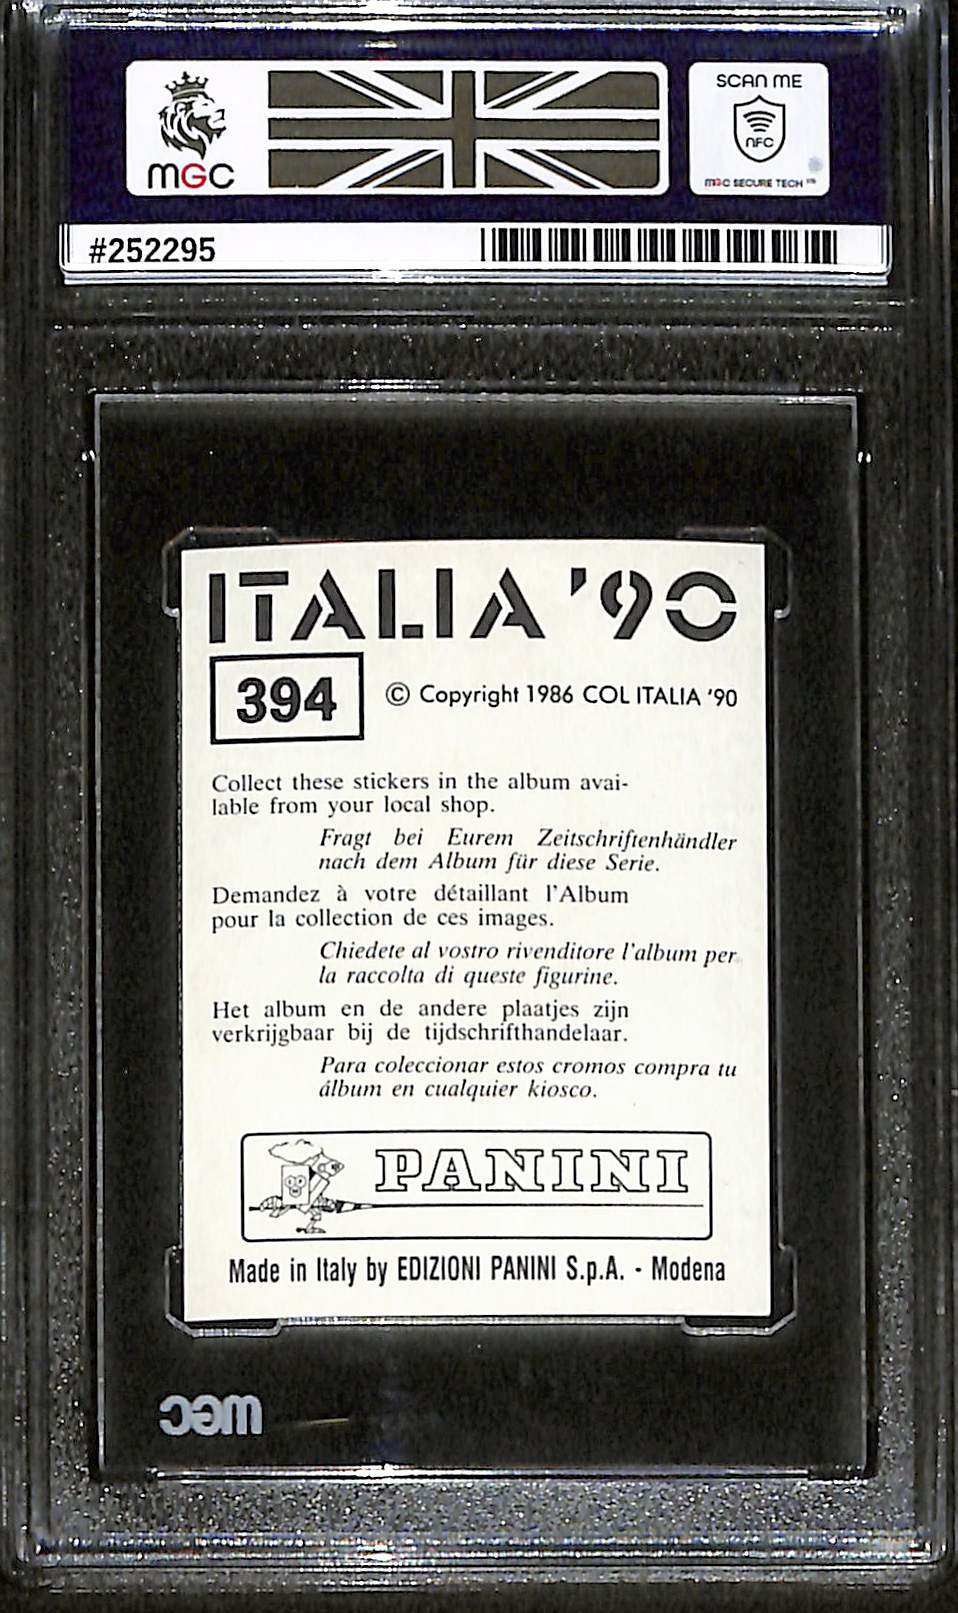 SCAN ME
NFC
MGC
MGC SECURE TECH
#252295
ITALIA '90
394
© Copyright 1986 COL ITALIA '90
Collect these stickers in the album avai-
lable from your local shop.
Fragt bei Eurem Zeitschriftenhändler
nach dem Album für diese Serie.
Demandez à votre détaillant l'Album
pour la collection de ces images.
Chiedete al vostro rivenditore l'album per
la raccolta di queste figurine.
Het album en de andere plaatjes zijn
verkrijgbaar bij de tijdschrifthandelaar.
Para coleccionar estos cromos compra tu
álbum en cualquier kiosco.
PANINI
Made in Italy by EDIZIONI PANINI S.p.A. - Modena
MGC